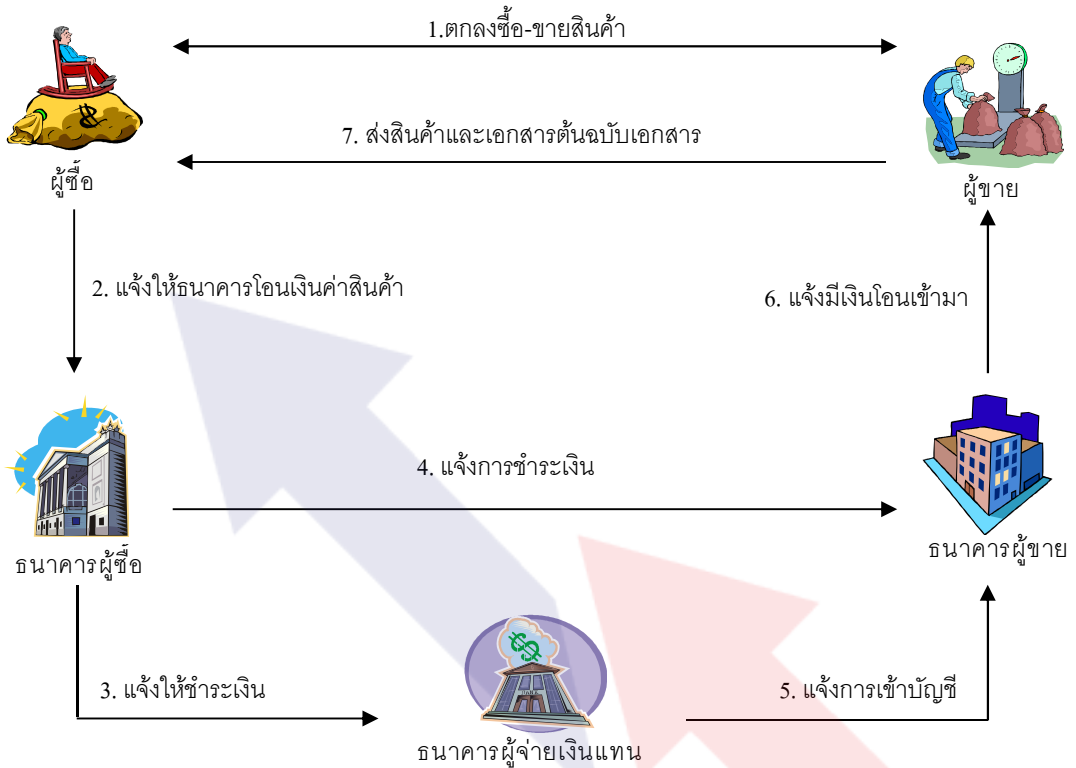 1.ตกลงซื้อ-ขายสินค้า
7. ส่งสินค้าและเอกสารต้นฉบับเอกสาร
ผู้ซื้อ
ผู้ขาย
2. แจ้งให้ธนาคารโอนเงินค่าสินค้า
6. แจ้งมีเงินโอนเข้ามา
4. แจ้งการชำระเงิน
ธนาคารผู้ซื้อ
ธนาคารผู้ขาย
3. แจ้งให้ชำระเงิน
5. แจ้งการเข้าบัญชี
ธนาคารผู้จ่ายเงินแทน